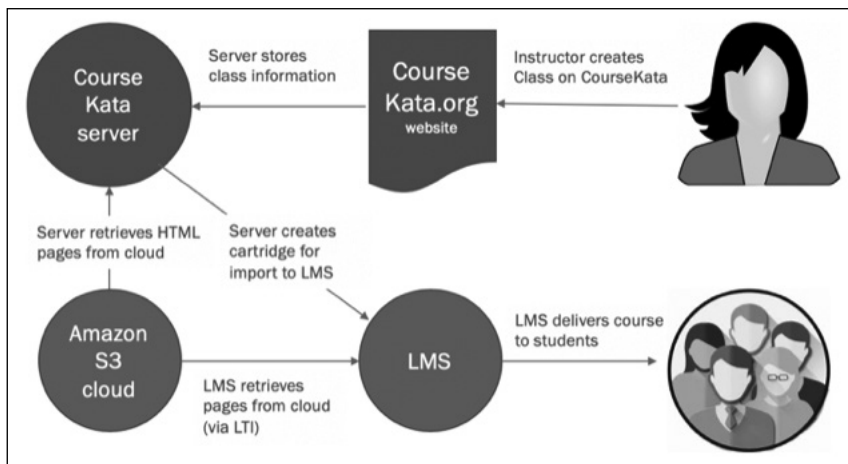 Course
Kata
server
Server stores
class information
Course
Kata.org
website
Instructor creates
Class on CourseKata
Server retrieves HTML
pages from cloud
Server creates
cartridge for
import to LMS
Amazon
S3
cloud
LMS retrieves
pages from cloud
(via LTI)
LMS
LMS delivers course
to students